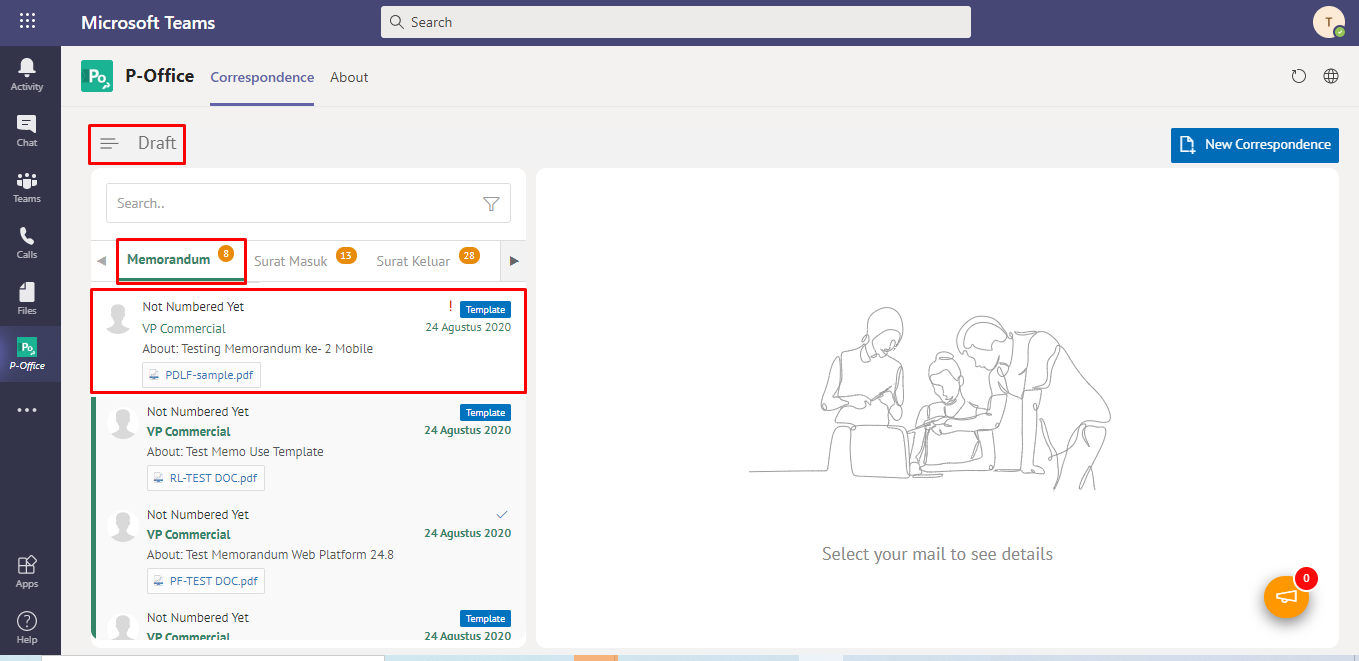 Microsoft Teams
Search
T
Activity
Chat
Teams
Calls
Files
Po
P-Office
Apps
Help
Po
P-Office
Correspondence
About
Draft
New Correspondence
Search..
Memorandum 8
Surat Masuk 13
Surat Keluar 28
Not Numbered Yet
! Template
VP Commercial
24 Agustus 2020
About: Testing Memorandum ke- 2 Mobile
PDLF-sample.pdf
Not Numbered Yet
Template
VP Commercial
24 Agustus 2020
About: Test Memo Use Template
RL-TEST DOC.pdf
Not Numbered Yet
VP Commercial
24 Agustus 2020
About: Test Memorandum Web Platform 24.8
PF-TEST DOC.pdf
Not Numbered Yet
Template
VP Commercial
24 Agustus 2020
Select your mail to see details
0